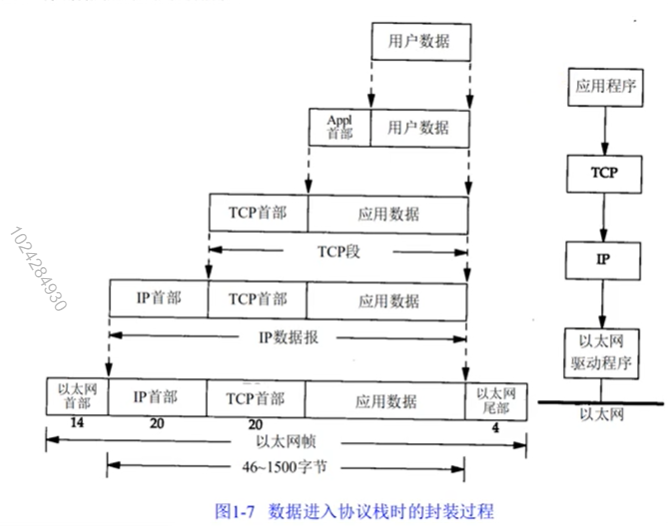 用户数据
应用程序
Appl
首部
用户数据
TCP
TCP首部
应用数据
TCP段
IP
IP首部
TCP首部
应用数据
IP数据报
以太网
驱动程序
以太网
首部
IP首部
TCP首部
应用数据
以太网
尾部
以太网
14
20
20
4
以太网帧
46~1500字节
图1-7 数据进入协议栈时的封装过程
1024284930